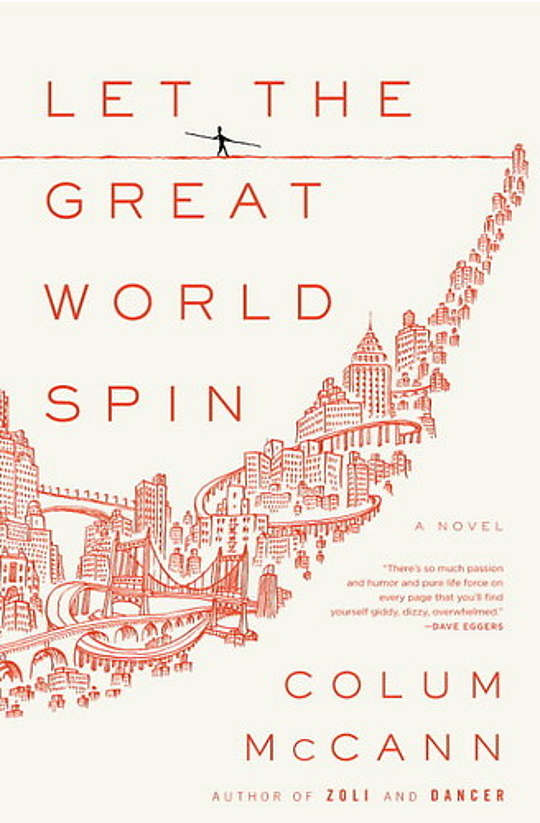 LET THE
GREAT
WORLD
SPIN
A NOVEL
"There's so much passion
and humor and pure life force on
every page that you'll find
yourself giddy, dizzy, overwhelmed."
—DAVE EGGERS
COLUM
McCANN
AUTHOR OF ZOLI AND DANCER